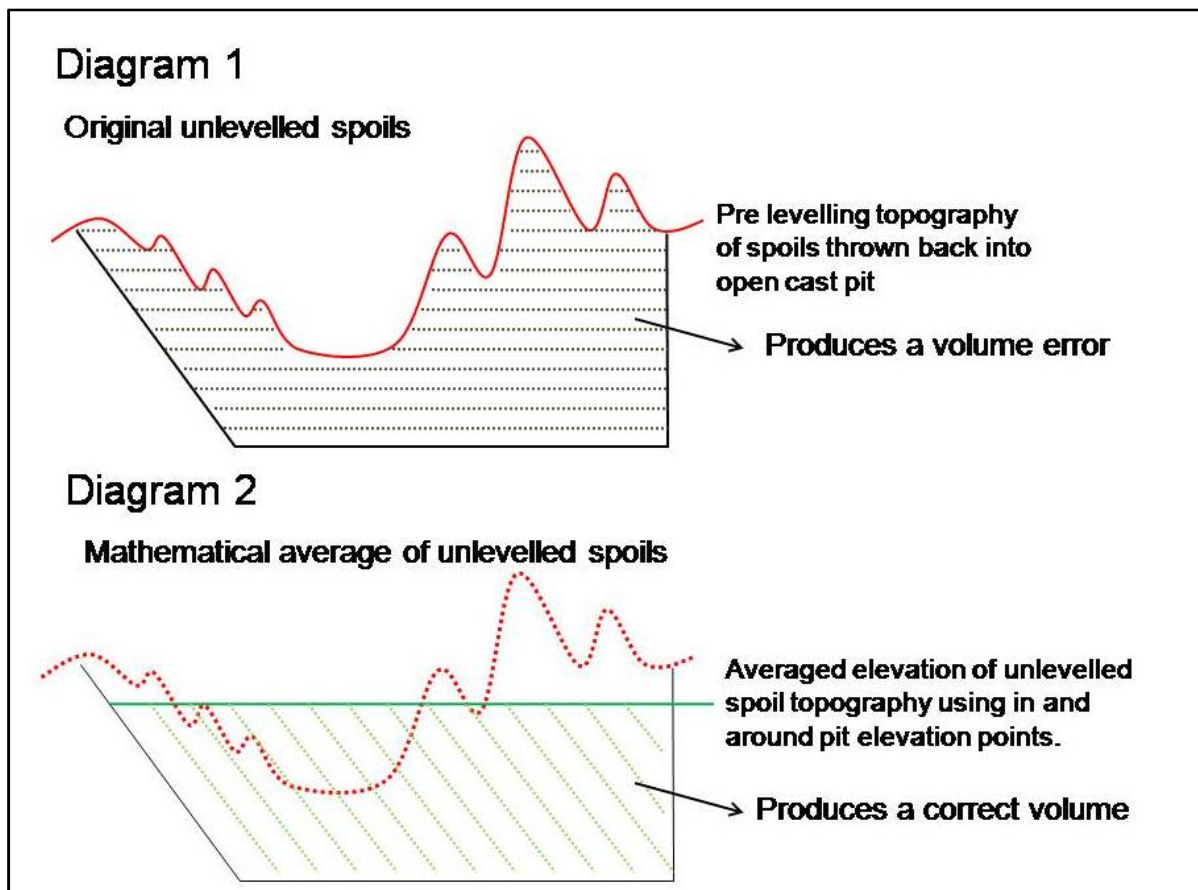 Diagram 1
Original unlevelled spoils
Pre levelling topography
of spoils thrown back into
open cast pit
Produces a volume error
Diagram 2
Mathematical average of unlevelled spoils
Averaged elevation of unlevelled
spoil topography using in and
around pit elevation points.
Produces a correct volume